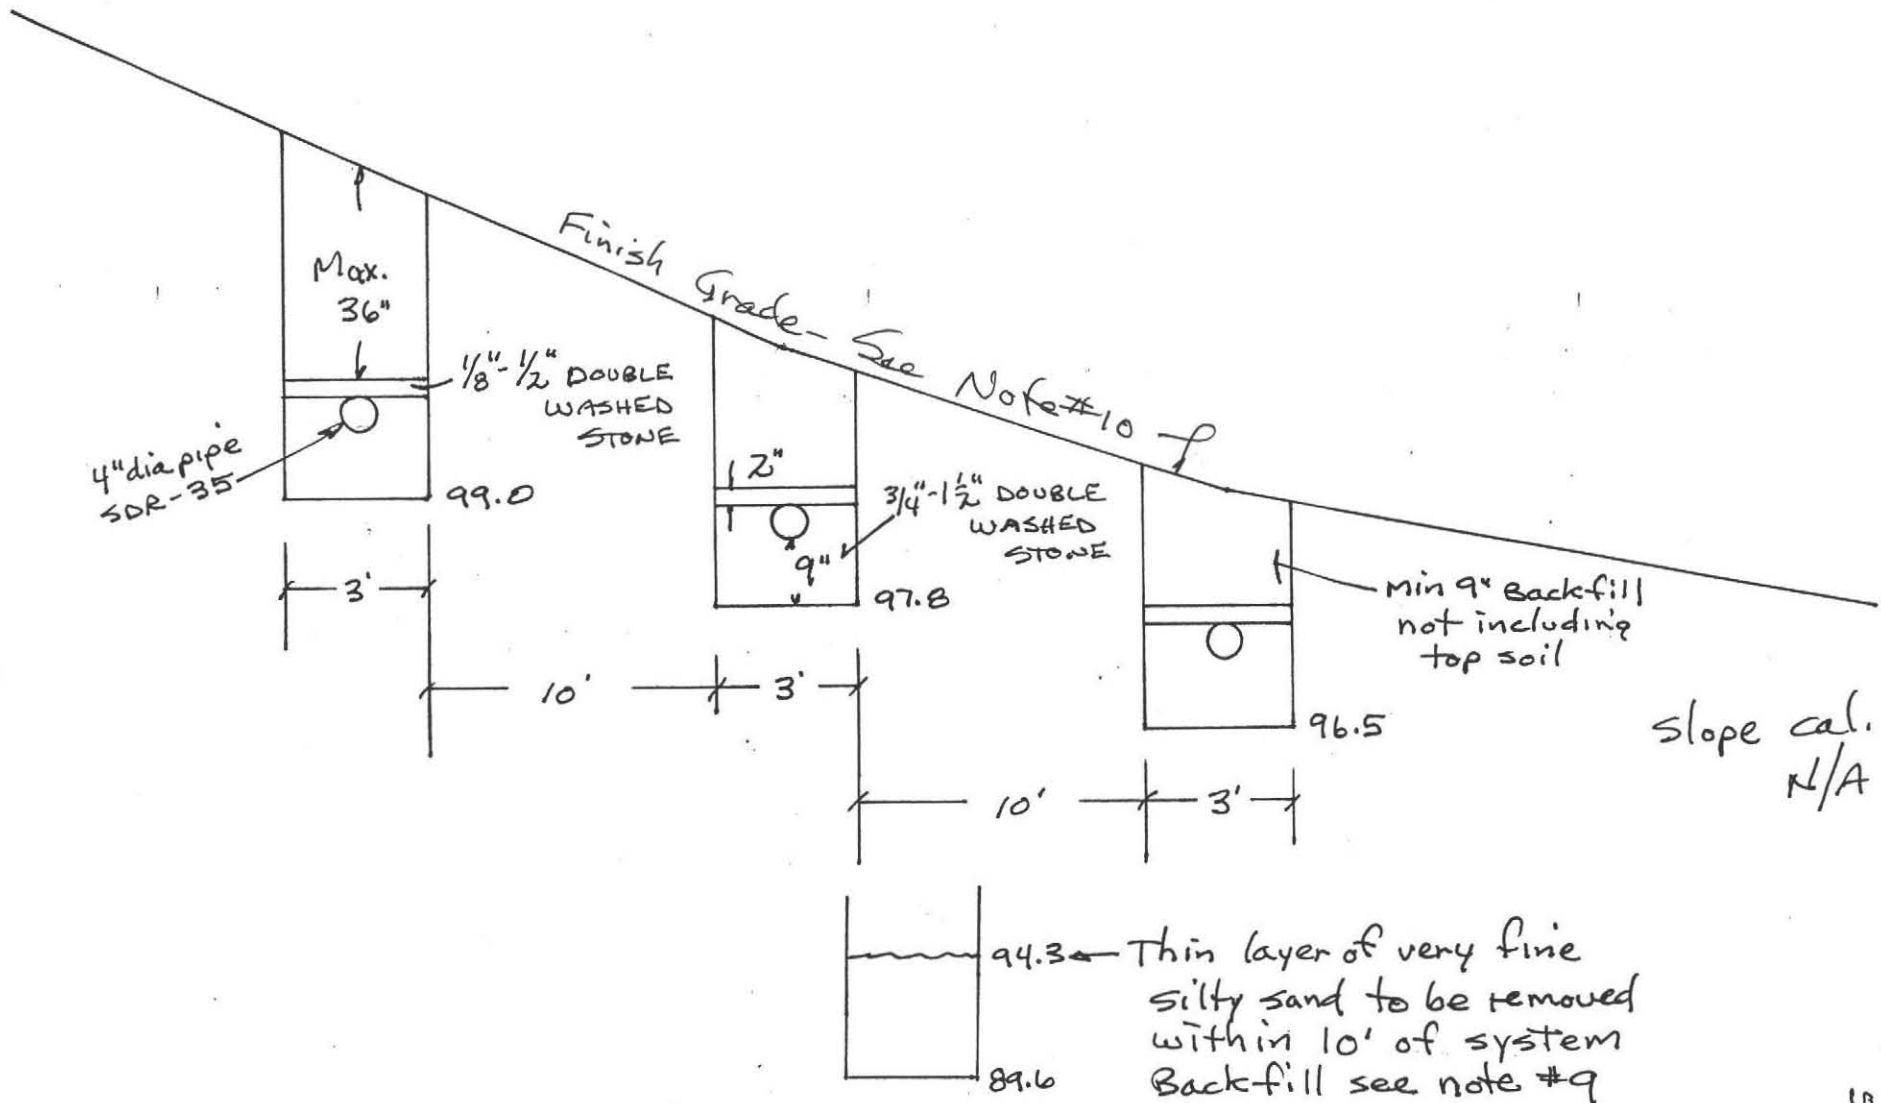 Finish Grade - See Note #10
Max.
36"
1/8"-1/2" DOUBLE
WASHED
STONE
4" dia pipe
SDR-35
99.0
3'
2"
3/4"-1 1/2" DOUBLE
WASHED
STONE
9"
97.8
10'
3'
Min 9" Backfill
not including
top soil
96.5
Slope cal.
N/A
10'
3'
94.3
Thin layer of very fine
silty sand to be removed
within 10' of system
Backfill see note #9
89.6